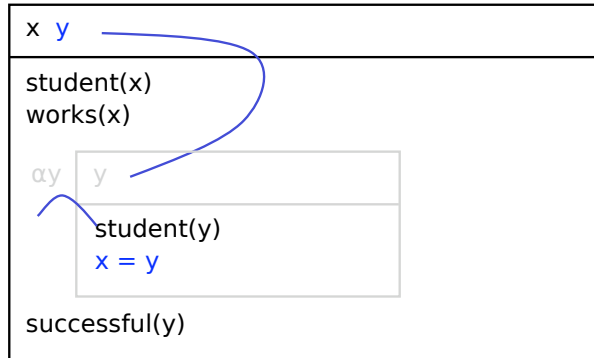 x y
student(x)
works(x)
αy y
student(y)
x = y
successful(y)